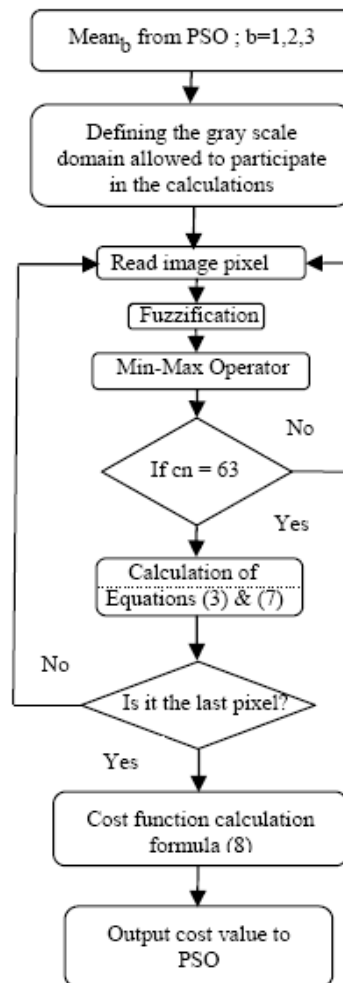 Mean_b from PSO ; b=1,2,3
Defining the gray scale
domain allowed to participate
in the calculations
Read image pixel
Fuzzification
Min-Max Operator
No
If cn = 63
Yes
Calculation of
Equations (3) & (7)
No
Is it the last pixel?
Yes
Cost function calculation
formula (8)
Output cost value to
PSO